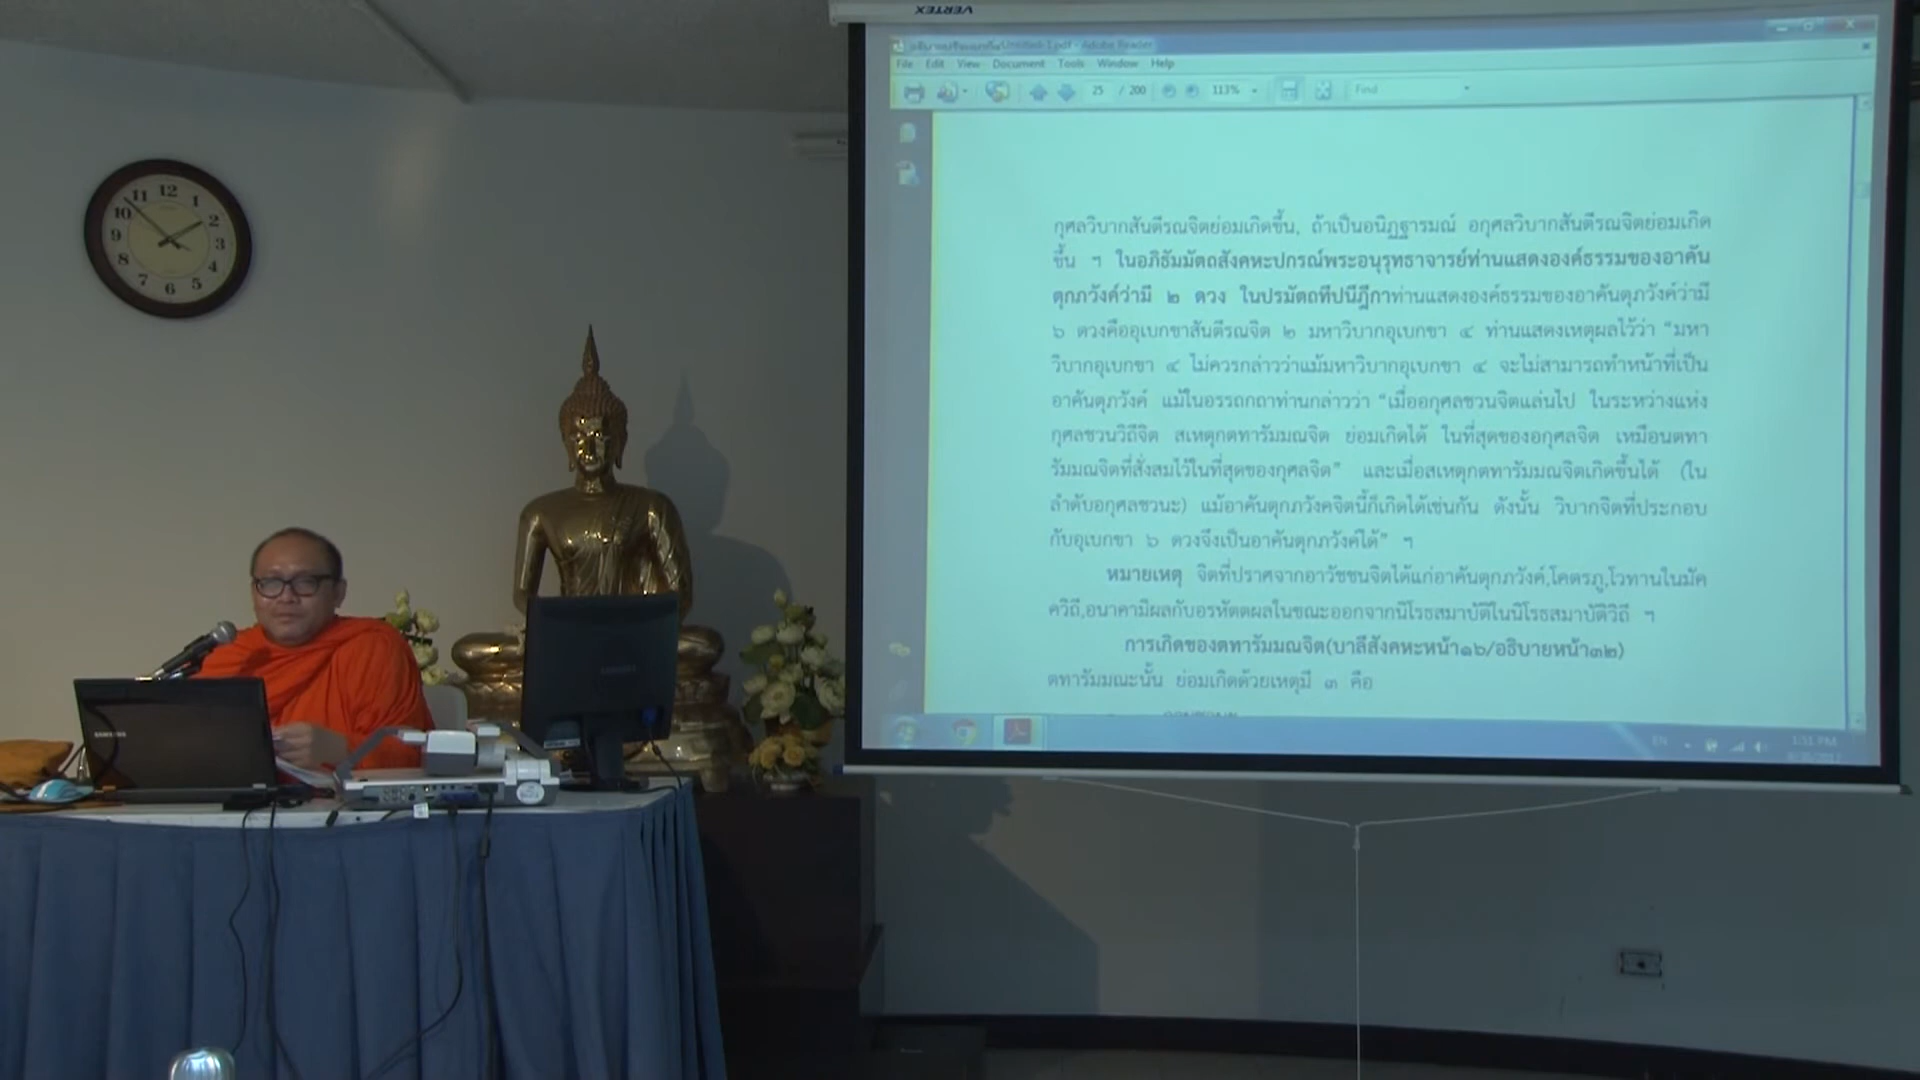 VERTEX
Untitled-1.pdf - Adobe Reader
File Edit View Document Tools Window Help
25 / 200 113% Find
กุศลวิบากสันตีรณจิตย่อมเกิดขึ้น, ถ้าเป็นอนิฏฐารมณ์ อกุศลวิบากสันตีรณจิตย่อมเกิด
ขึ้น ฯ ในอภิธัมมัตถสังคหะปกรณ์พระอนุรุทธาจารย์ท่านแสดงองค์ธรรมของอาคัน
ตุกภวังค์ว่ามี ๒ ดวง ในปรมัตถทีปนีฎีกาท่านแสดงองค์ธรรมของอาคันตุภวังค์ว่ามี
๖ ดวงคืออุเบกขาสันตีรณจิต ๒ มหาวิบากอุเบกขา ๔ ท่านแสดงเหตุผลไว้ว่า "มหา
วิบากอุเบกขา ๔ ไม่ควรกล่าวว่าแม้มหาวิบากอุเบกขา ๔ จะไม่สามารถทำหน้าที่เป็น
อาคันตุภวังค์ แม้ในอรรถกถาท่านกล่าวว่า "เมื่ออกุศลชวนจิตแล่นไป ในระหว่างแห่ง
กุศลชวนวิถีจิต สเหตุกตทารัมมณจิต ย่อมเกิดได้ ในที่สุดของอกุศลจิต เหมือนตทา
รัมมณจิตที่สั่งสมไว้ในที่สุดของกุศลจิต" และเมื่อสเหตุกตทารัมมณจิตเกิดขึ้นได้ (ใน
ลำดับอกุศลชวนะ) แม้อาคันตุกภวังคจิตนี้ก็เกิดได้เช่นกัน ดังนั้น วิบากจิตที่ประกอบ
กับอุเบกขา ๖ ดวงจึงเป็นอาคันตุกภวังค์ได้" ฯ
หมายเหตุ จิตที่ปราศจากอาวัชชนจิตได้แก่อาคันตุกภวังค์,โคตรภู,โวทานในมัค
ควิถี,อนาคามิผลกับอรหัตตผลในขณะออกจากนิโรธสมาบัติในนิโรธสมาบัติวิถี ฯ
การเกิดของตทารัมมณจิต(บาลีสังคหะหน้า๑๖/อธิบายหน้า๓๒)
ตทารัมมณะนั้น ย่อมเกิดด้วยเหตุมี ๓ คือ
EN 1:51 PM
12 1 2 3 4 5 6 7 8 9 10 11
SAMSUNG